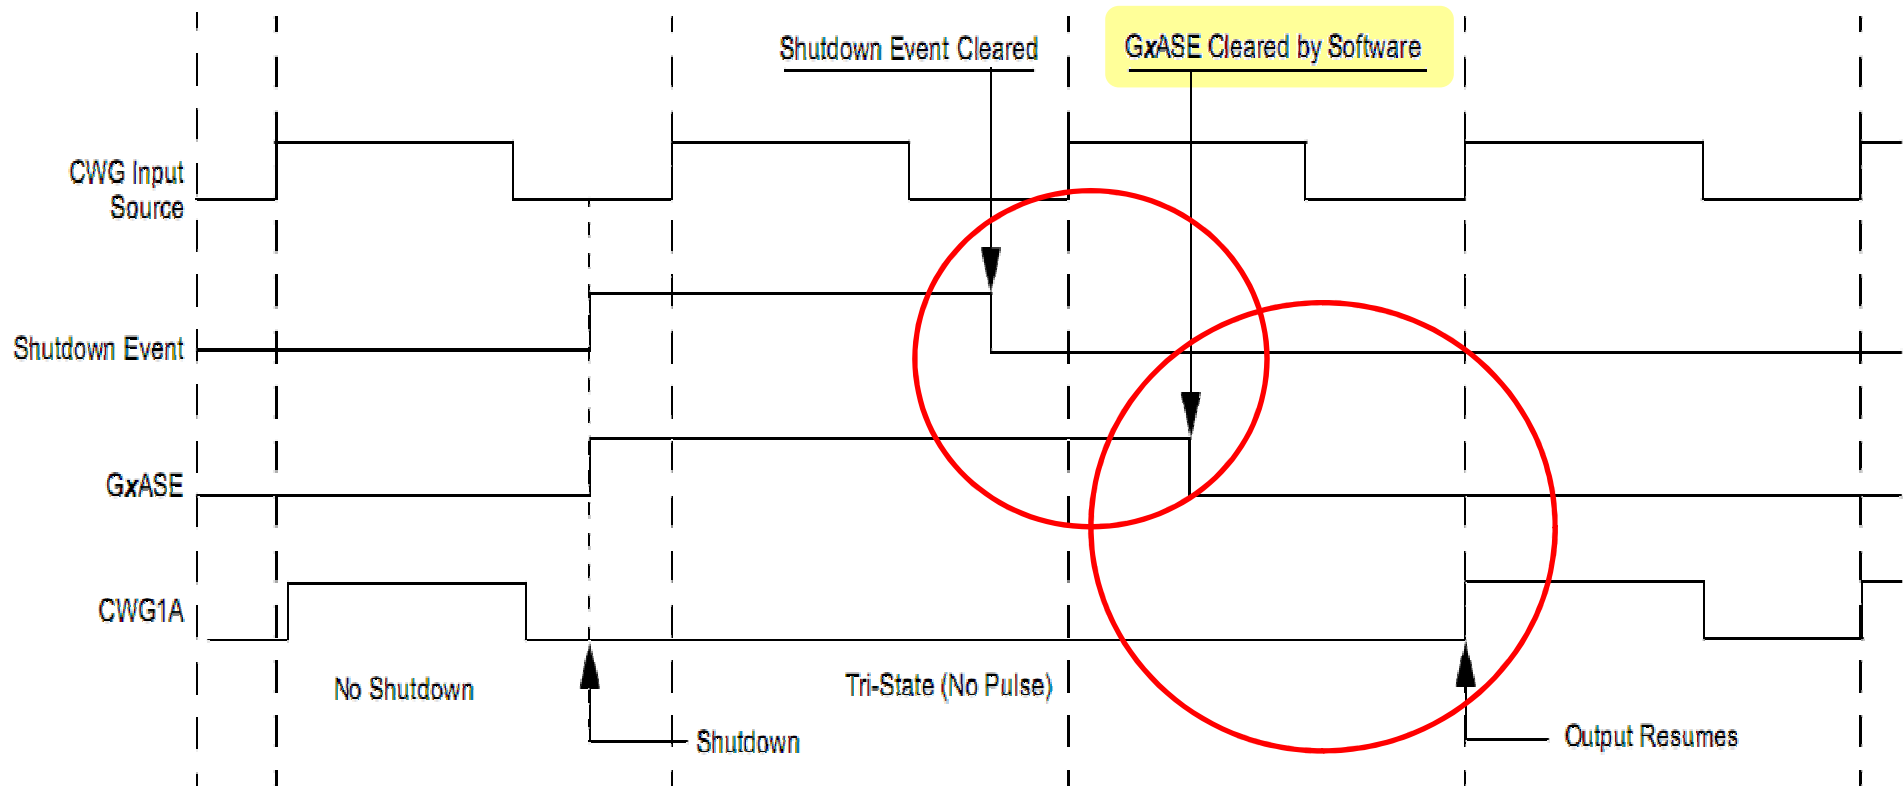 Shutdown Event Cleared
GxASE Cleared by Software
CWG Input
Source
Shutdown Event
GxASE
CWG1A
No Shutdown
Tri-State (No Pulse)
Shutdown
Output Resumes